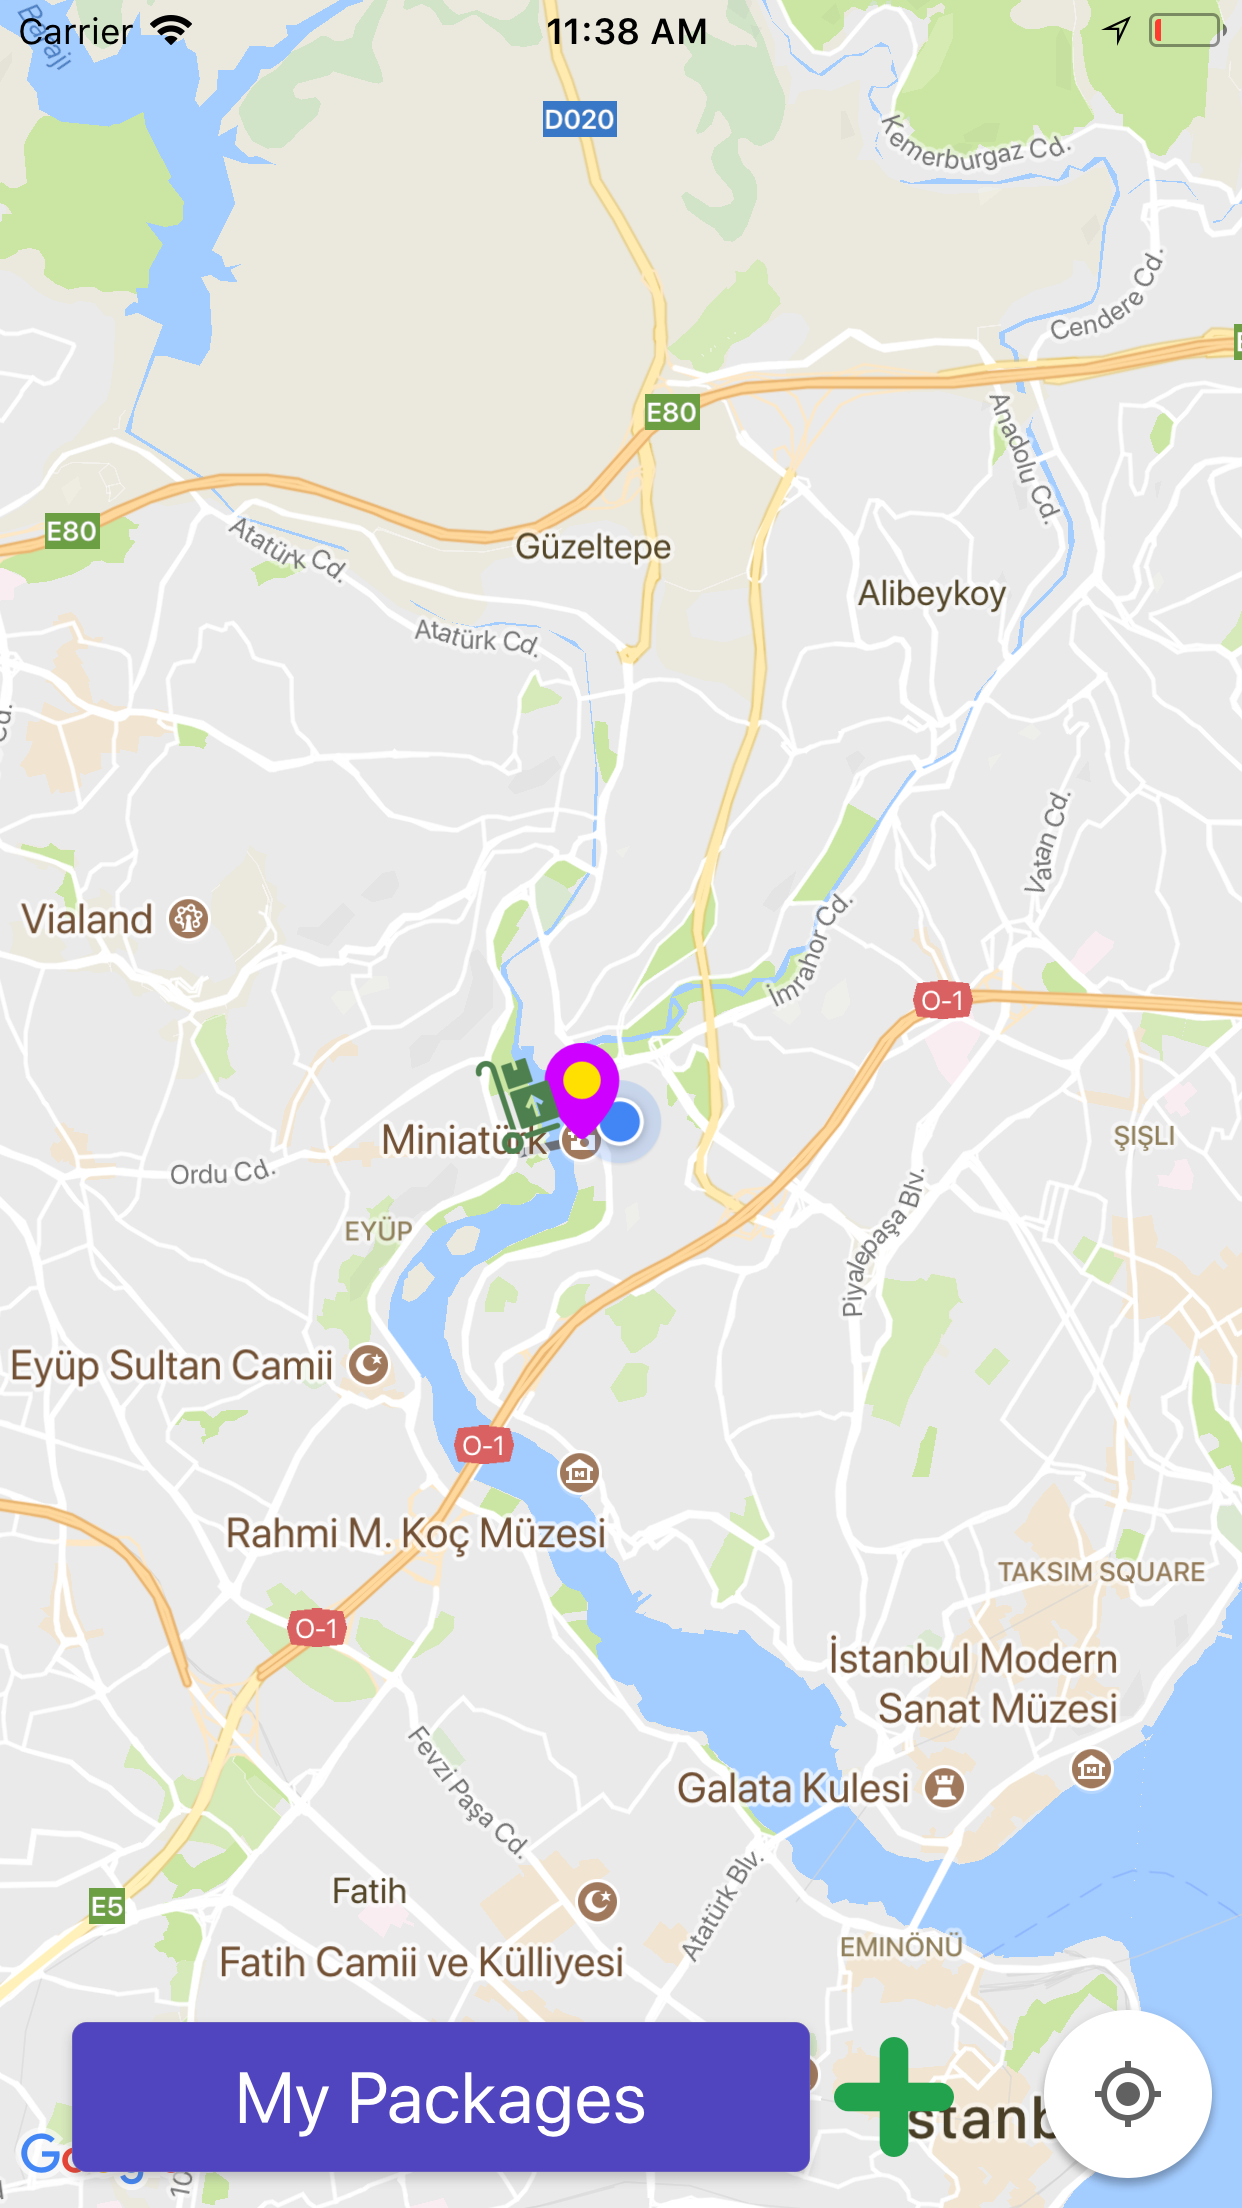 Carrier
11:38 AM
Barajı
D020
Kemerburgaz Cd.
Cendere Cd.
E80
Anadolu Cd.
E80
Atatürk Cd.
Güzeltepe
Alibeykoy
Atatürk Cd.
Cd.
Vatan Cd.
Vialand
İmrahor Cd.
O-1
Miniatürk
ŞIŞLI
Ordu Cd.
EYÜP
Piyalepaşa Blv.
Eyüp Sultan Camii
O-1
Rahmi M. Koç Müzesi
TAKSIM SQUARE
O-1
İstanbul Modern
Sanat Müzesi
Fevzi Paşa Cd.
Galata Kulesi
Atatürk Blv.
Fatih
E5
EMINÖNÜ
Fatih Camii ve Külliyesi
My Packages
stanb